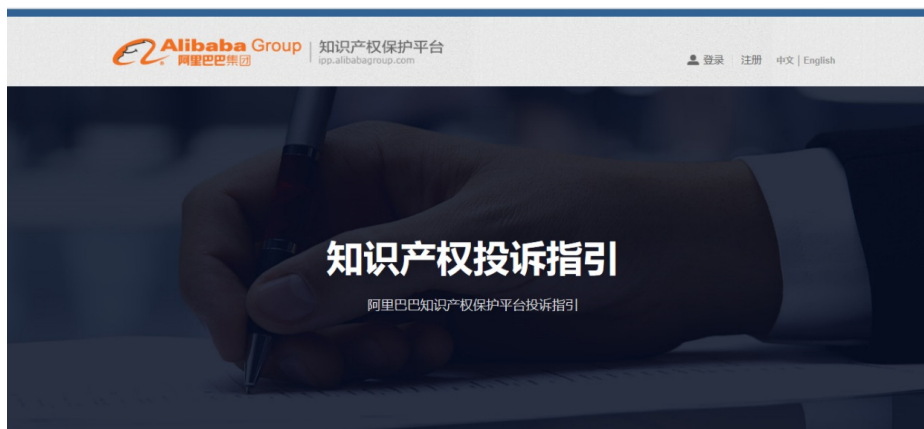 Alibaba Group
阿里巴巴集团
知识产权保护平台
ipp.alibabagroup.com
登录 注册 中文 | English
知识产权投诉指引
阿里巴巴知识产权保护平台投诉指引